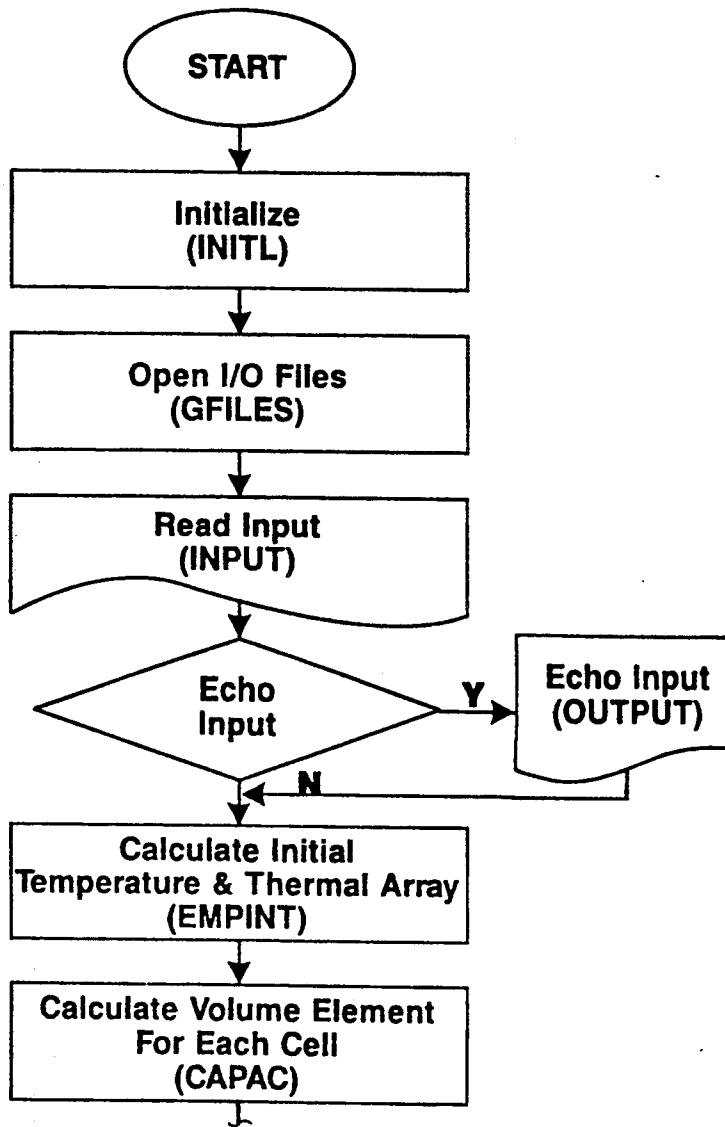 START
Initialize
(INITL)
Open I/O Files
(GFILES)
Read Input
(INPUT)
Echo
Input
Y
Echo Input
(OUTPUT)
N
Calculate Initial
Temperature & Thermal Array
(EMPINT)
Calculate Volume Element
For Each Cell
(CAPAC)